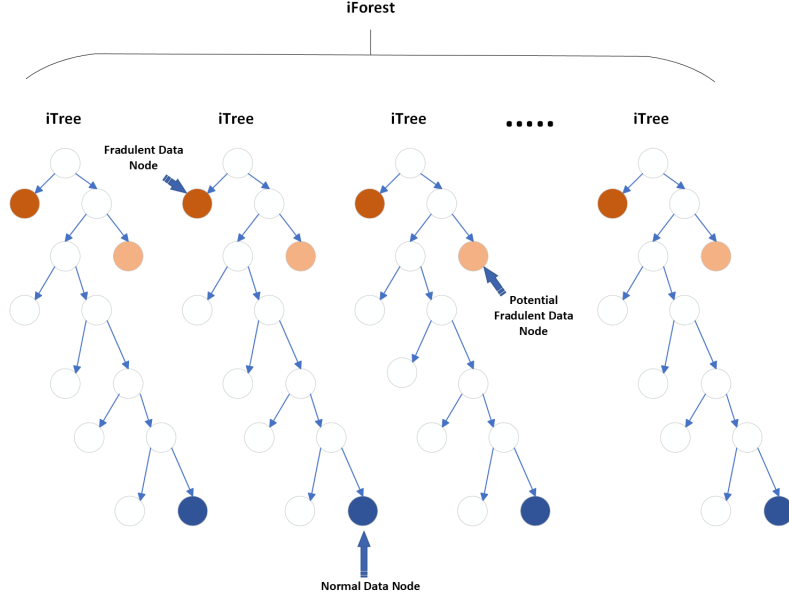 iForest
iTree
iTree
iTree
.....
iTree
Fradulent Data
Node
Potential
Fradulent Data
Node
Normal Data Node